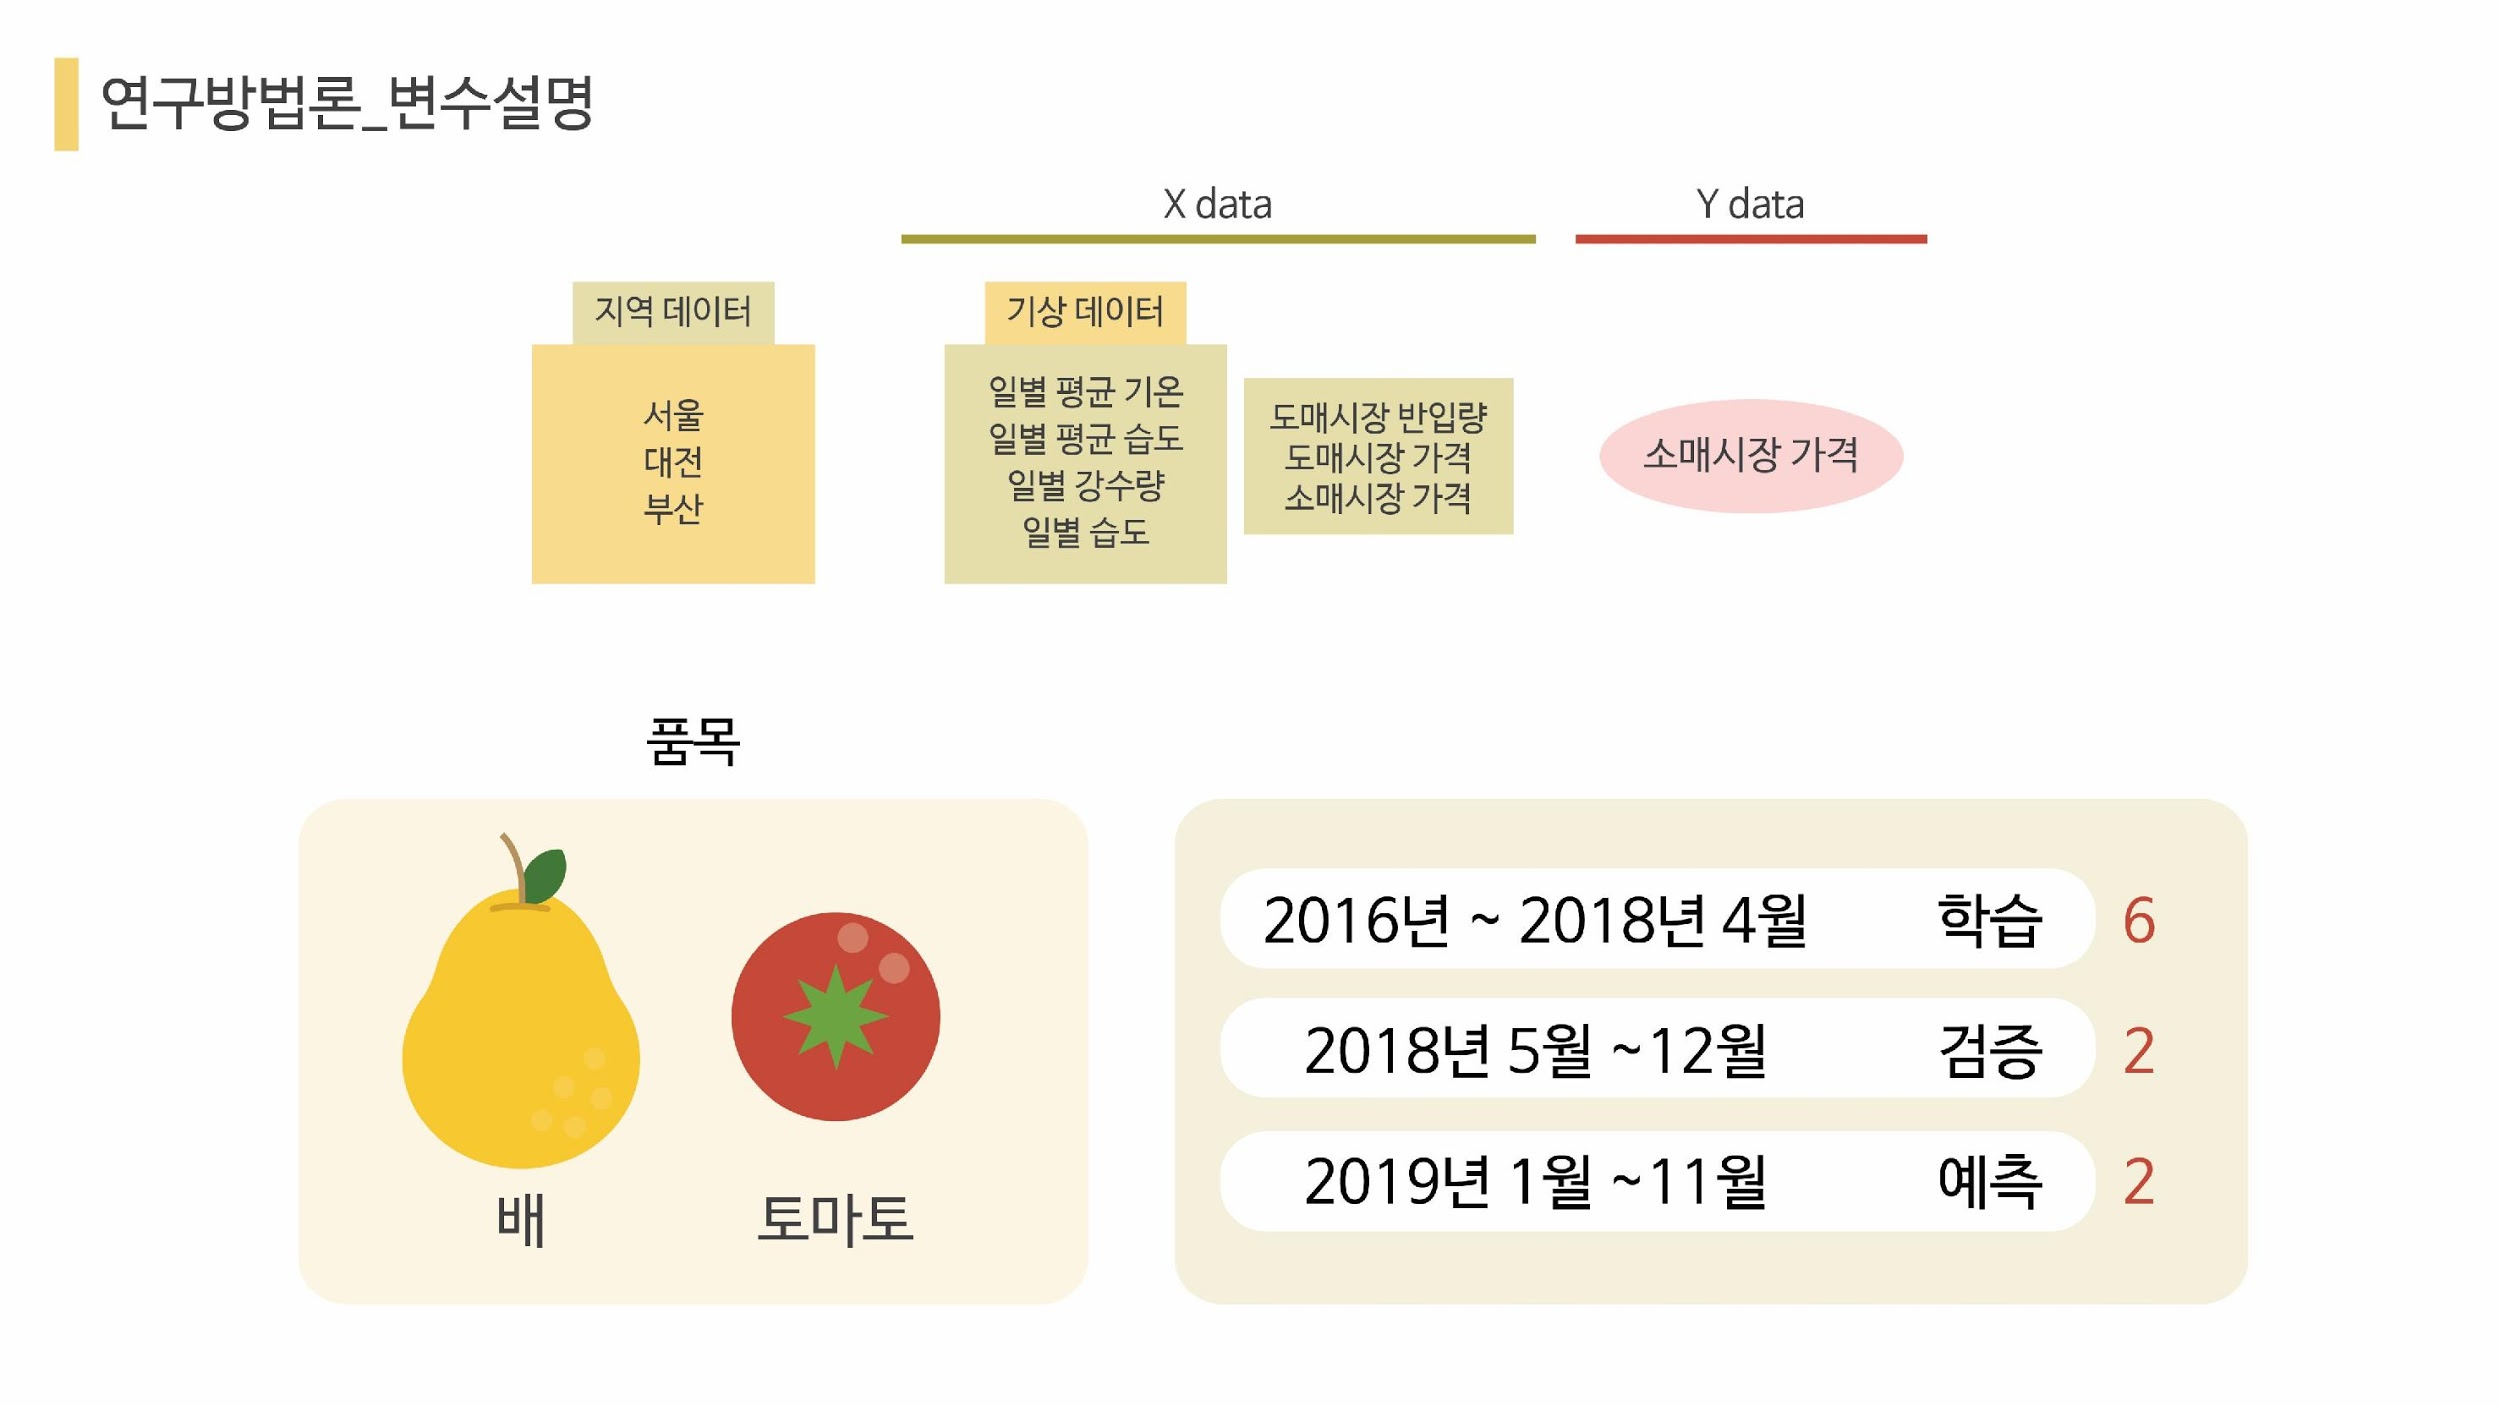 연구방법론_변수설명
X data
Y data
지역 데이터
서울
대전
부산
기상 데이터
일별 평균 기온
일별 평균 습도
일별 강수량
일별 습도
도매시장 반입량
도매시장 가격
소매시장 가격
소매시장 가격
품목
배
토마토
2016년 ~ 2018년 4월 학습 6
2018년 5월 ~12월 검증 2
2019년 1월 ~11월 예측 2